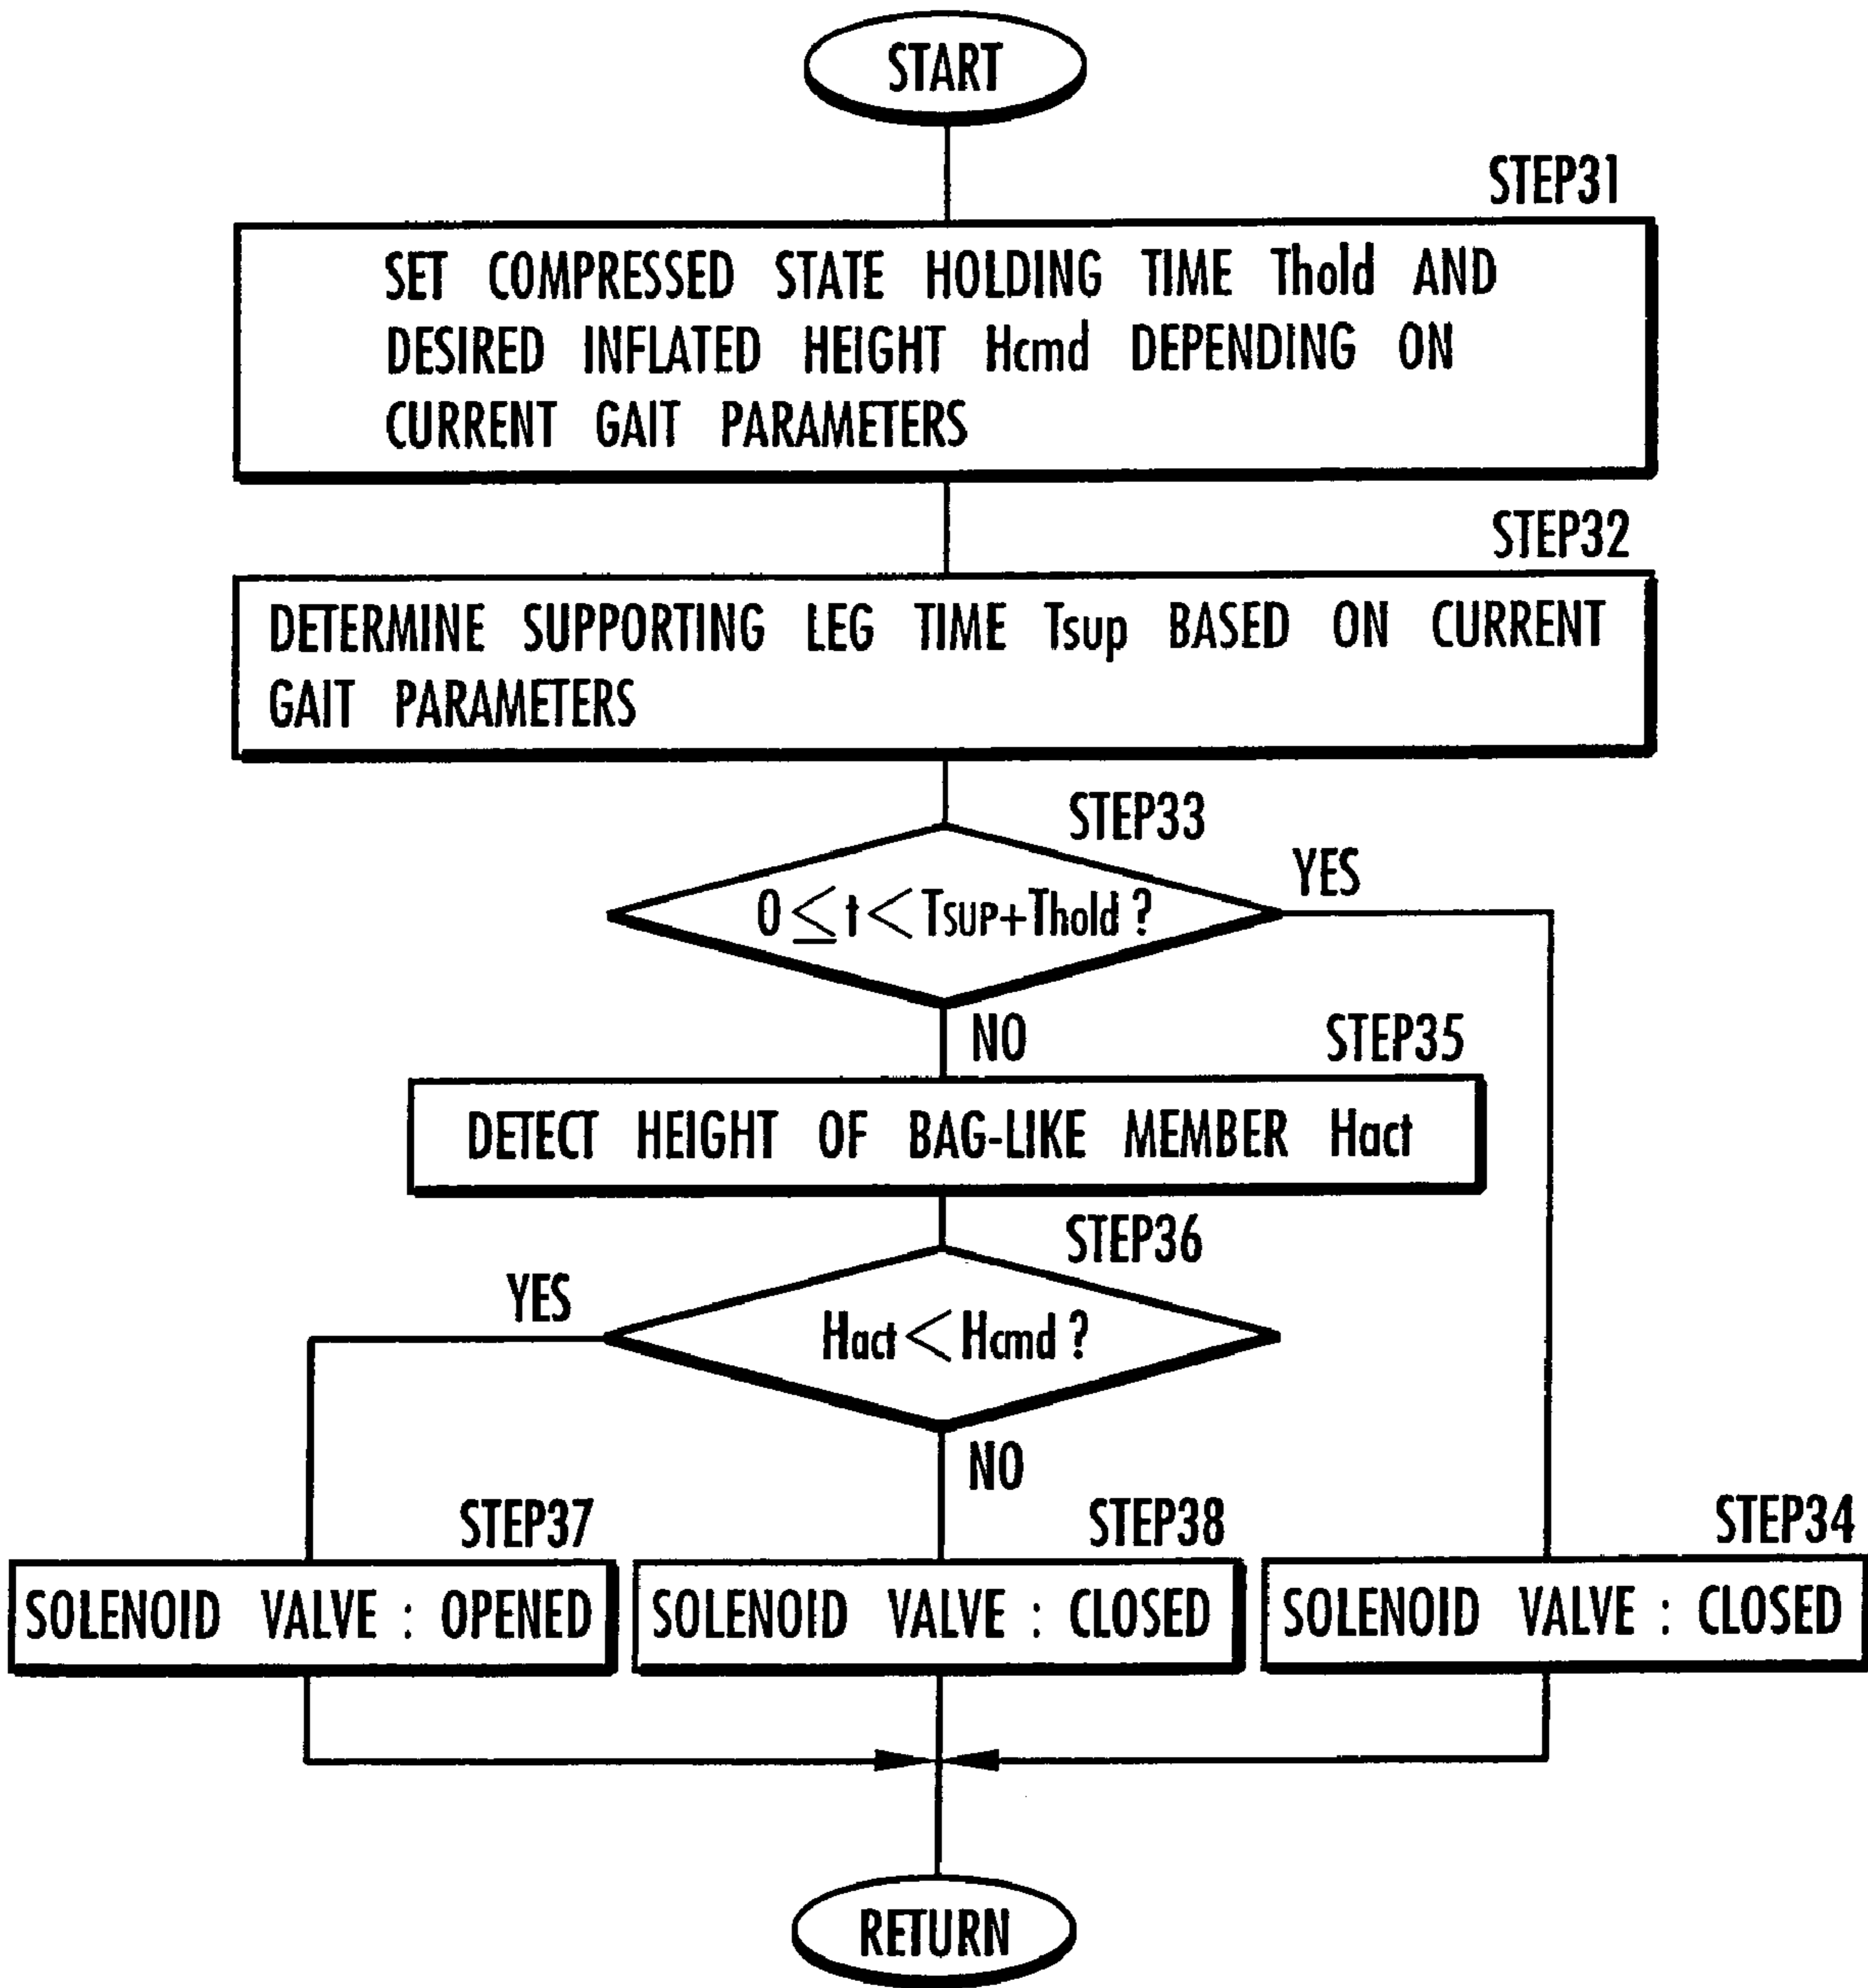 START
STEP31
SET COMPRESSED STATE HOLDING TIME Thold AND
DESIRED INFLATED HEIGHT Hcmd DEPENDING ON
CURRENT GAIT PARAMETERS
STEP32
DETERMINE SUPPORTING LEG TIME Tsup BASED ON CURRENT
GAIT PARAMETERS
STEP33
0≦t<TSUP+Thold?
YES
NO
STEP35
DETECT HEIGHT OF BAG-LIKE MEMBER Hact
STEP36
YES
Hact<Hcmd?
NO
STEP37
STEP38
STEP34
SOLENOID VALVE : OPENED
SOLENOID VALVE : CLOSED
SOLENOID VALVE : CLOSED
RETURN